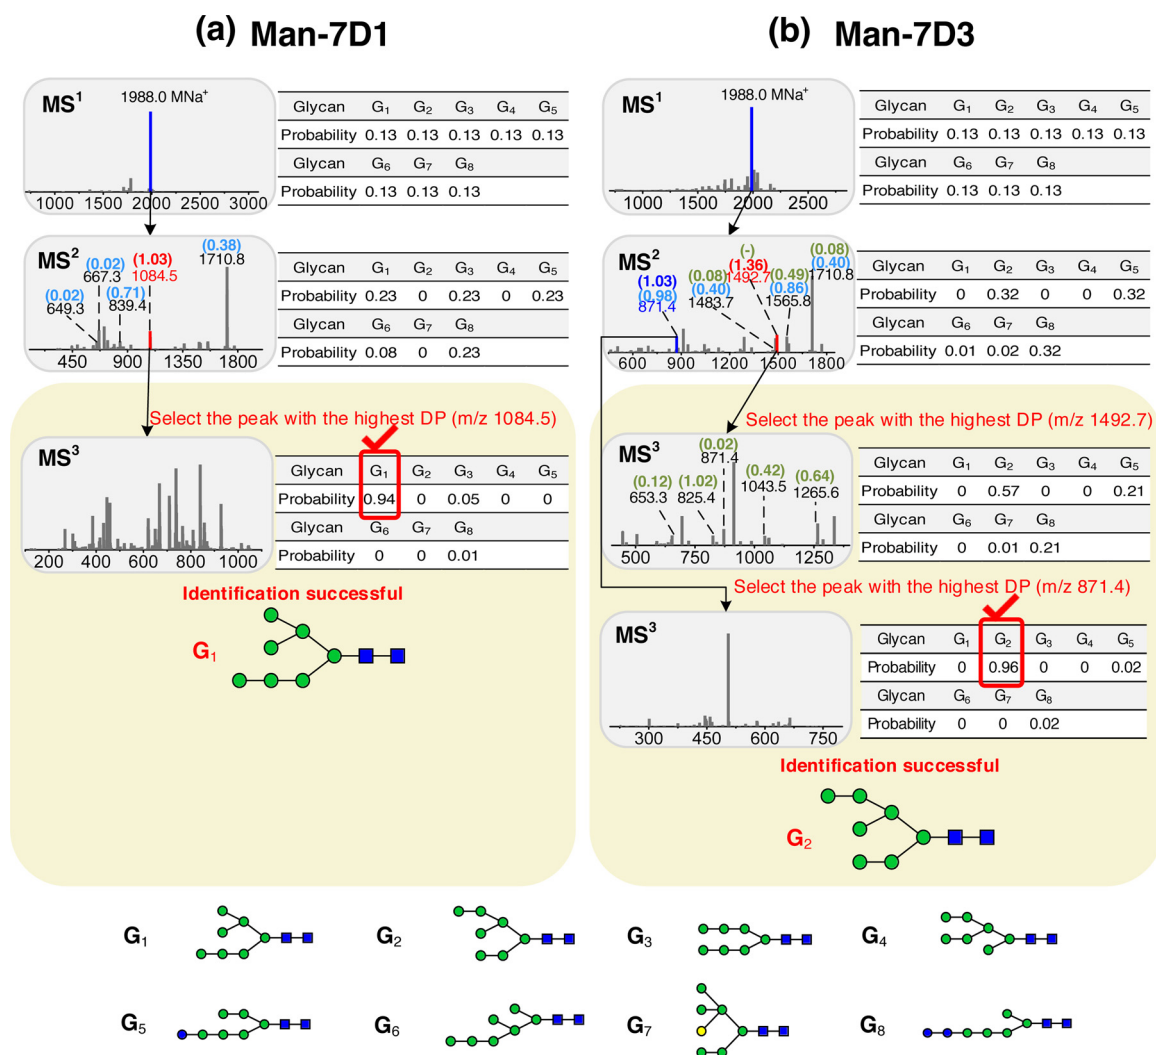 (a) Man-7D1
MS¹
1988.0 MNa⁺
1000 1500 2000 2500 3000
Glycan G₁ G₂ G₃ G₄ G₅
Probability 0.13 0.13 0.13 0.13 0.13
Glycan G₆ G₇ G₈
Probability 0.13 0.13 0.13
MS²
(0.38)
1710.8
(1.03)
1084.5
(0.02)
667.3
(0.02)
649.3
(0.71)
839.4
450 900 1350 1800
Glycan G₁ G₂ G₃ G₄ G₅
Probability 0.23 0 0.23 0 0.23
Glycan G₆ G₇ G₈
Probability 0.08 0 0.23
Select the peak with the highest DP (m/z 1084.5)
MS³
200 400 600 800 1000
Glycan G₁ G₂ G₃ G₄ G₅
Probability 0.94 0 0.05 0 0
Glycan G₆ G₇ G₈
Probability 0 0 0.01
Identification successful
G₁
(b) Man-7D3
MS¹
1988.0 MNa⁺
1000 1500 2000 2500
Glycan G₁ G₂ G₃ G₄ G₅
Probability 0.13 0.13 0.13 0.13 0.13
Glycan G₆ G₇ G₈
Probability 0.13 0.13 0.13
MS²
(-)
(1.36)
1492.7
(0.08)
(0.40)
1710.8
(1.03)
(0.98)
871.4
(0.08)
(0.40)
1483.7
(0.49)
(0.86)
1565.8
600 900 1200 1500 1800
Glycan G₁ G₂ G₃ G₄ G₅
Probability 0 0.32 0 0 0.32
Glycan G₆ G₇ G₈
Probability 0.01 0.02 0.32
Select the peak with the highest DP (m/z 1492.7)
MS³
(0.02)
871.4
(0.12)
653.3
(1.02)
825.4
(0.42)
1043.5
(0.64)
1265.6
500 750 1000 1250
Glycan G₁ G₂ G₃ G₄ G₅
Probability 0 0.57 0 0 0.21
Glycan G₆ G₇ G₈
Probability 0 0.01 0.21
Select the peak with the highest DP (m/z 871.4)
MS³
300 450 600 750
Glycan G₁ G₂ G₃ G₄ G₅
Probability 0 0.96 0 0 0.02
Glycan G₆ G₇ G₈
Probability 0 0 0.02
Identification successful
G₂
G₁ G₂ G₃ G₄
G₅ G₆ G₇ G₈